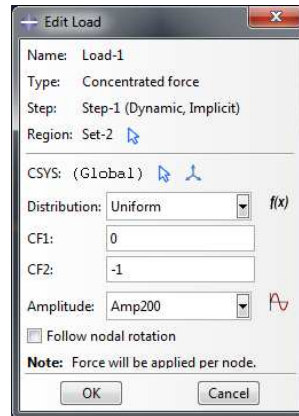 Edit Load
Name: Load-1
Type: Concentrated force
Step: Step-1 (Dynamic, Implicit)
Region: Set-2
CSYS: (Global)
Distribution: Uniform f(x)
CF1: 0
CF2: -1
Amplitude: Amp200
Follow nodal rotation
Note: Force will be applied per node.
OK Cancel